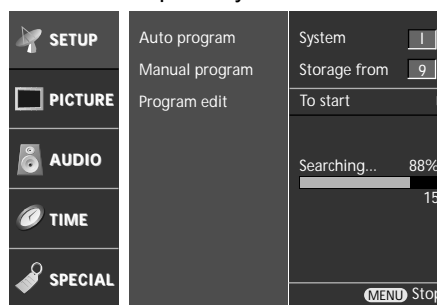 SETUP
PICTURE
AUDIO
TIME
SPECIAL
Auto program
Manual program
Program edit
System I
Storage from 9
To start
Searching... 88%
15
MENU Stop